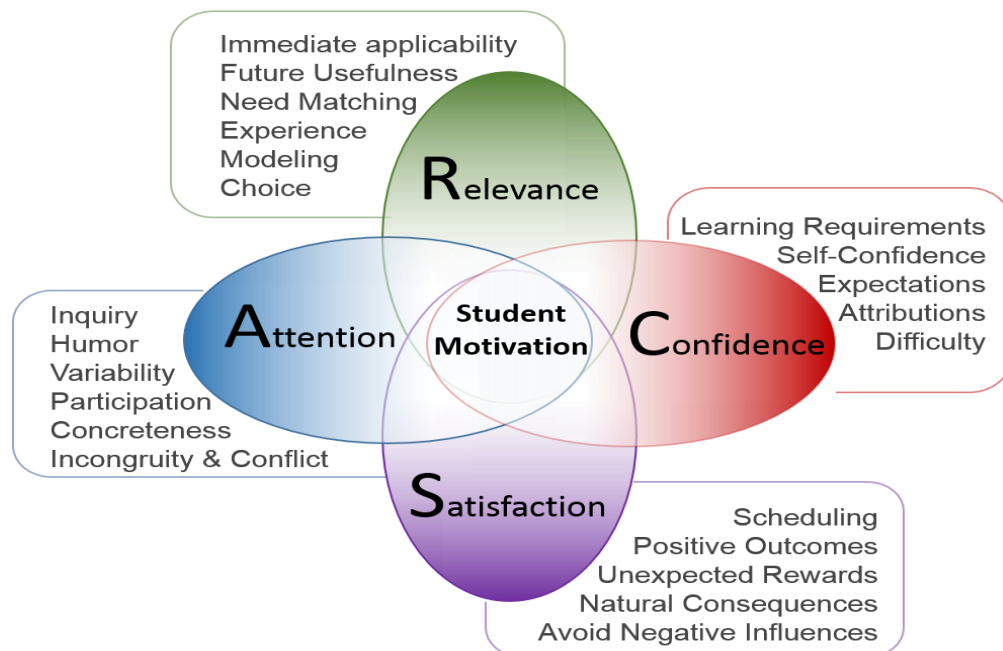 Immediate applicability
Future Usefulness
Need Matching
Experience
Modeling
Choice
Relevance
Learning Requirements
Self-Confidence
Expectations
Attributions
Difficulty
Inquiry
Humor
Variability
Participation
Concreteness
Incongruity & Conflict
Attention
Student
Motivation
Confidence
Satisfaction
Scheduling
Positive Outcomes
Unexpected Rewards
Natural Consequences
Avoid Negative Influences